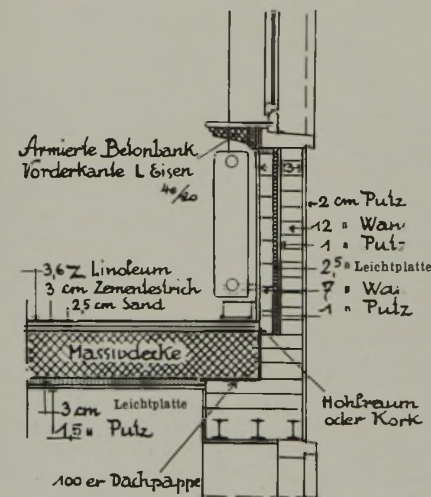 Armierte Betonbank
Vorderkante L Eisen
40/20
3
2 cm Putz
12 " Wan
1 " Put
2,5 " Leichtplatte
7 " Wa
1 " Putz
3,6 Z Linoleum
3 cm Zementestrich
2,5 cm Sand
Massivdecke
3 cm Leichtplatte
1,5 " Putz
Hohlraum
oder Kork
100 er Dachpappe